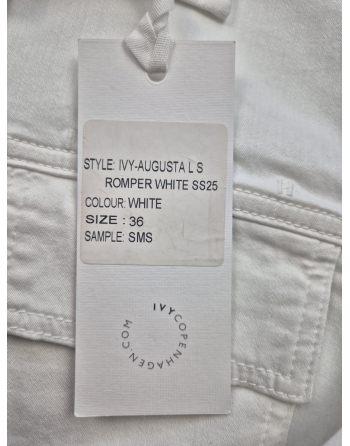 STYLE: IVY-AUGUSTA L S
ROMPER WHITE SS25
COLOUR: WHITE
SIZE : 36
SAMPLE: SMS
IVYCOPENHAGEN.COM